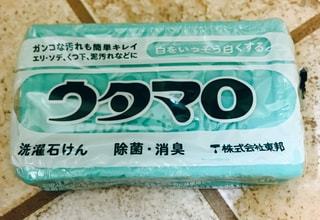 ガンコな汚れも簡単キレイ
エリ・ソデ、くつ下、泥汚れなどに
白をいっそう白くする
ウタマロ
洗濯石けん 除菌・消臭 株式会社東邦